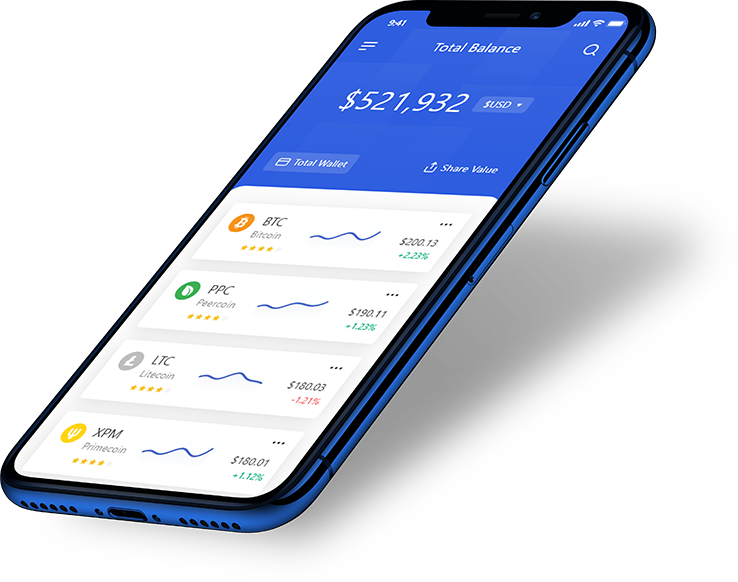 9:41
Total Balance
$521,932 $USD
Total Wallet
Share Value
BTC
Bitcoin
$200.13
+2.23%
PPC
Peercoin
$190.11
+1.23%
LTC
Litecoin
$180.03
-1.21%
XPM
Primecoin
$180.01
+1.12%